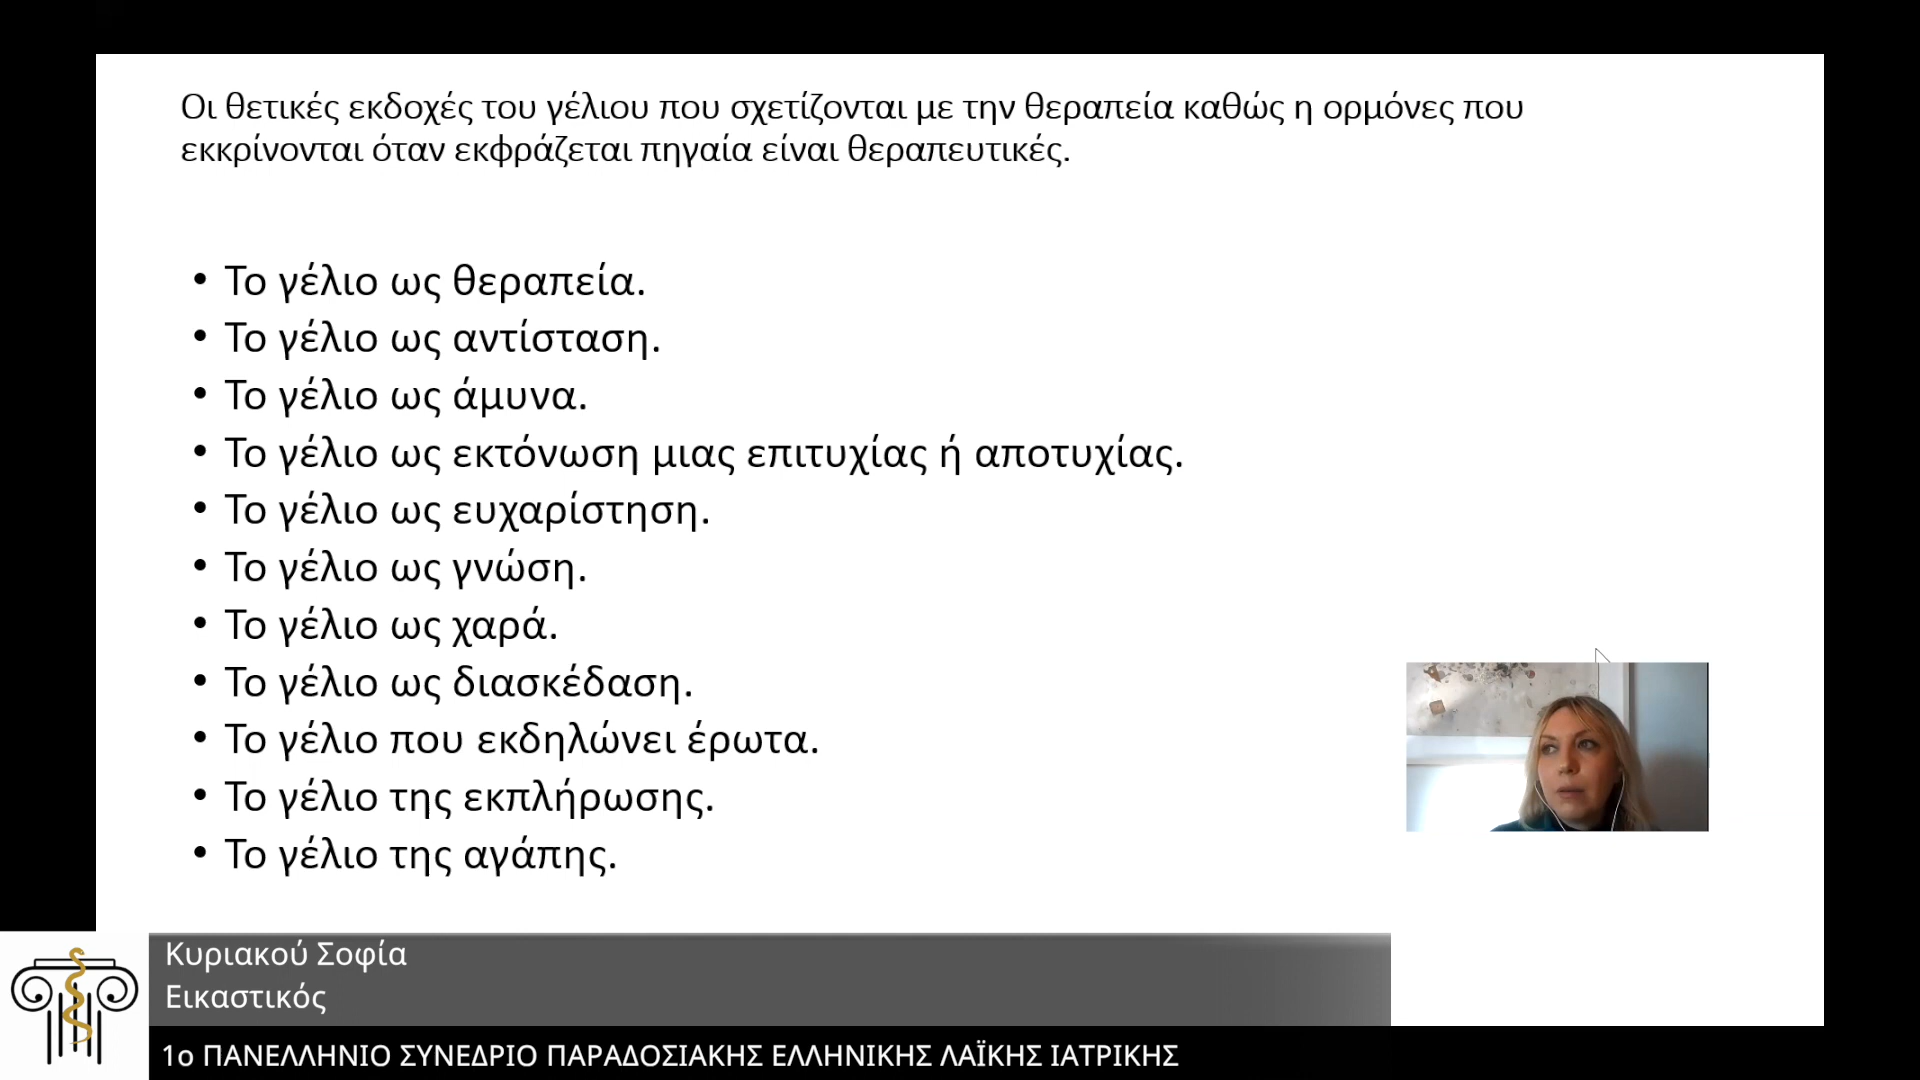 Οι θετικές εκδοχές του γέλιου που σχετίζονται με την θεραπεία καθώς η ορμόνες που
εκκρίνονται όταν εκφράζεται πηγαία είναι θεραπευτικές.
• Το γέλιο ως θεραπεία.
• Το γέλιο ως αντίσταση.
• Το γέλιο ως άμυνα.
• Το γέλιο ως εκτόνωση μιας επιτυχίας ή αποτυχίας.
• Το γέλιο ως ευχαρίστηση.
• Το γέλιο ως γνώση.
• Το γέλιο ως χαρά.
• Το γέλιο ως διασκέδαση.
• Το γέλιο που εκδηλώνει έρωτα.
• Το γέλιο της εκπλήρωσης.
• Το γέλιο της αγάπης.
Κυριακού Σοφία
Εικαστικός
1ο ΠΑΝΕΛΛΗΝΙΟ ΣΥΝΕΔΡΙΟ ΠΑΡΑΔΟΣΙΑΚΗΣ ΕΛΛΗΝΙΚΗΣ ΛΑΪΚΗΣ ΙΑΤΡΙΚΗΣ